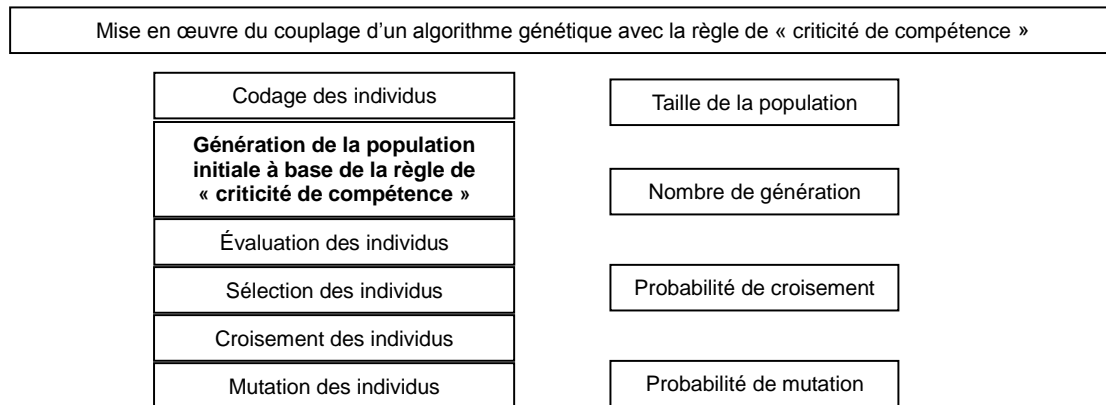 Mise en œuvre du couplage d'un algorithme génétique avec la règle de « criticité de compétence »
Codage des individus
Génération de la population
initiale à base de la règle de
« criticité de compétence »
Évaluation des individus
Sélection des individus
Croisement des individus
Mutation des individus
Taille de la population
Nombre de génération
Probabilité de croisement
Probabilité de mutation